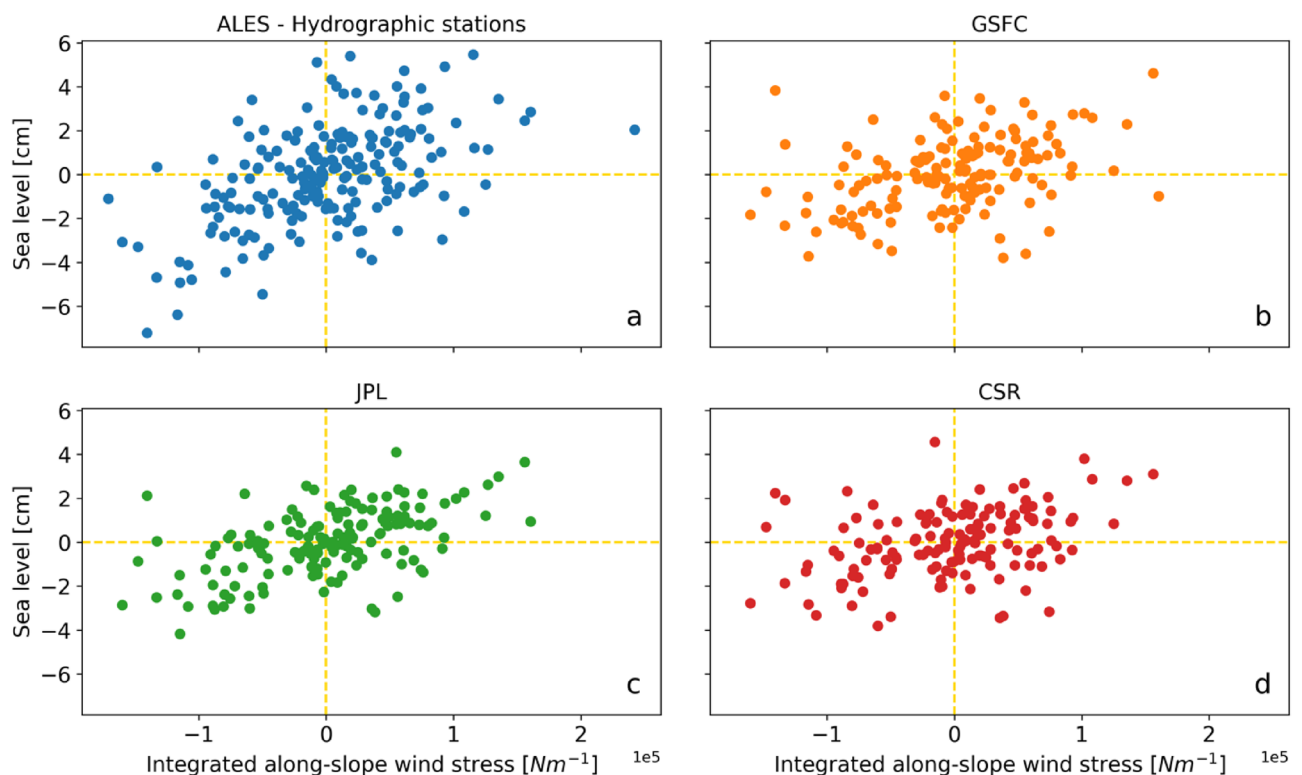 ALES - Hydrographic stations
GSFC
6
4
2
0
−2
−4
−6
Sea level [cm]
a
b
JPL
CSR
6
4
2
0
−2
−4
−6
Sea level [cm]
c
d
−1 0 1 2
1e5
Integrated along-slope wind stress [Nm⁻¹]
−1 0 1 2
1e5
Integrated along-slope wind stress [Nm⁻¹]